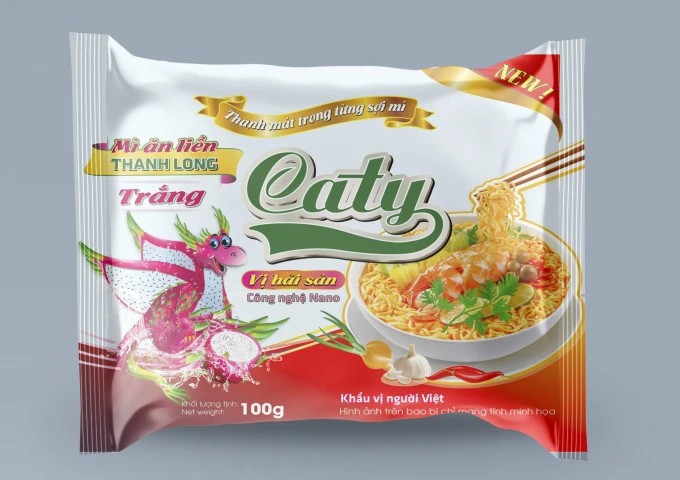 NEW!
Thanh mát trong từng sợi mì
Mì ăn liền
THANH LONG
Trắng
Caty
Vị hải sản
Công nghệ Nano
Khối lượng tịnh:
Net weight: 100g
Khẩu vị người Việt
Hình ảnh trên bao bì chỉ mang tính minh họa